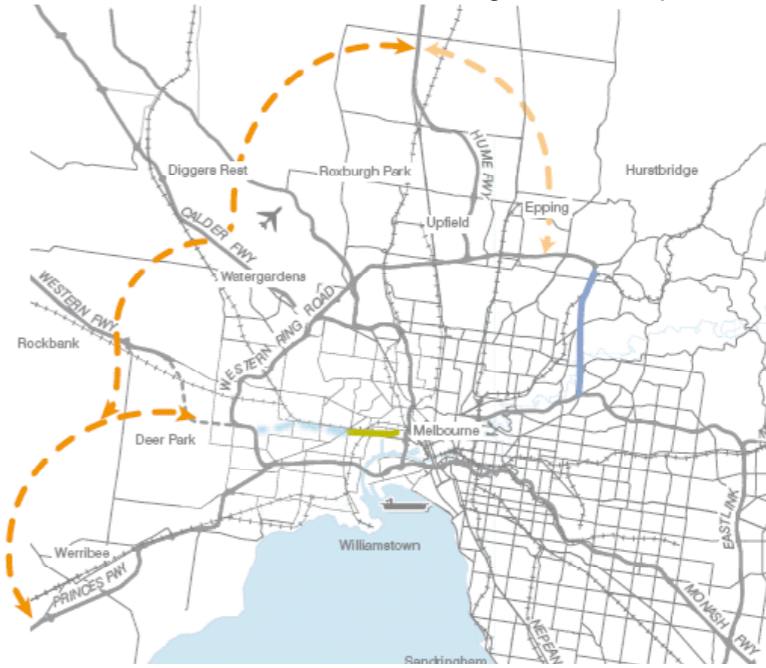 Diggers Rest
Roxburgh Park
HUME FWY
Hurstbridge
CALDER FWY
Upfield
Epping
Watergardens
WESTERN FWY
WESTERN RING ROAD
Rockbank
Melbourne
Deer Park
EASTLINK
Williamstown
Werribee
PRINCES FWY
MONASH FWY
NEPEAN
Sandringham